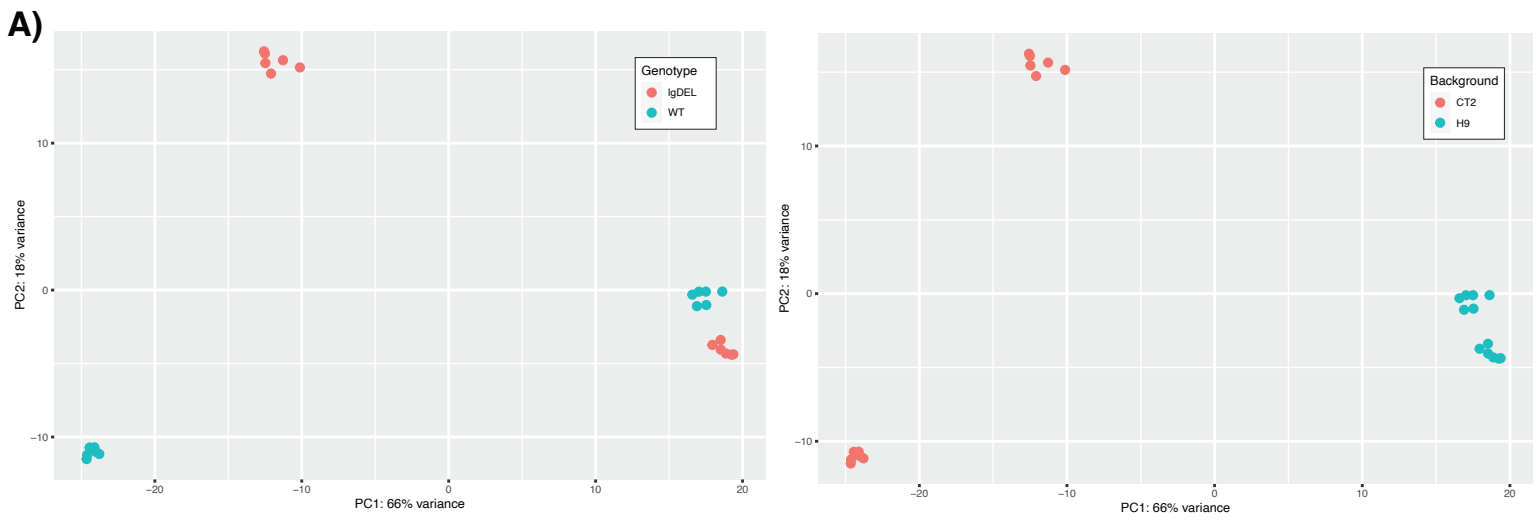 A)
Genotype
lgDEL
WT
10
0
−10
−20
−10
0
10
20
PC2: 18% variance
PC1: 66% variance
Background
CT2
H9
10
0
−10
−20
−10
0
10
20
PC2: 18% variance
PC1: 66% variance